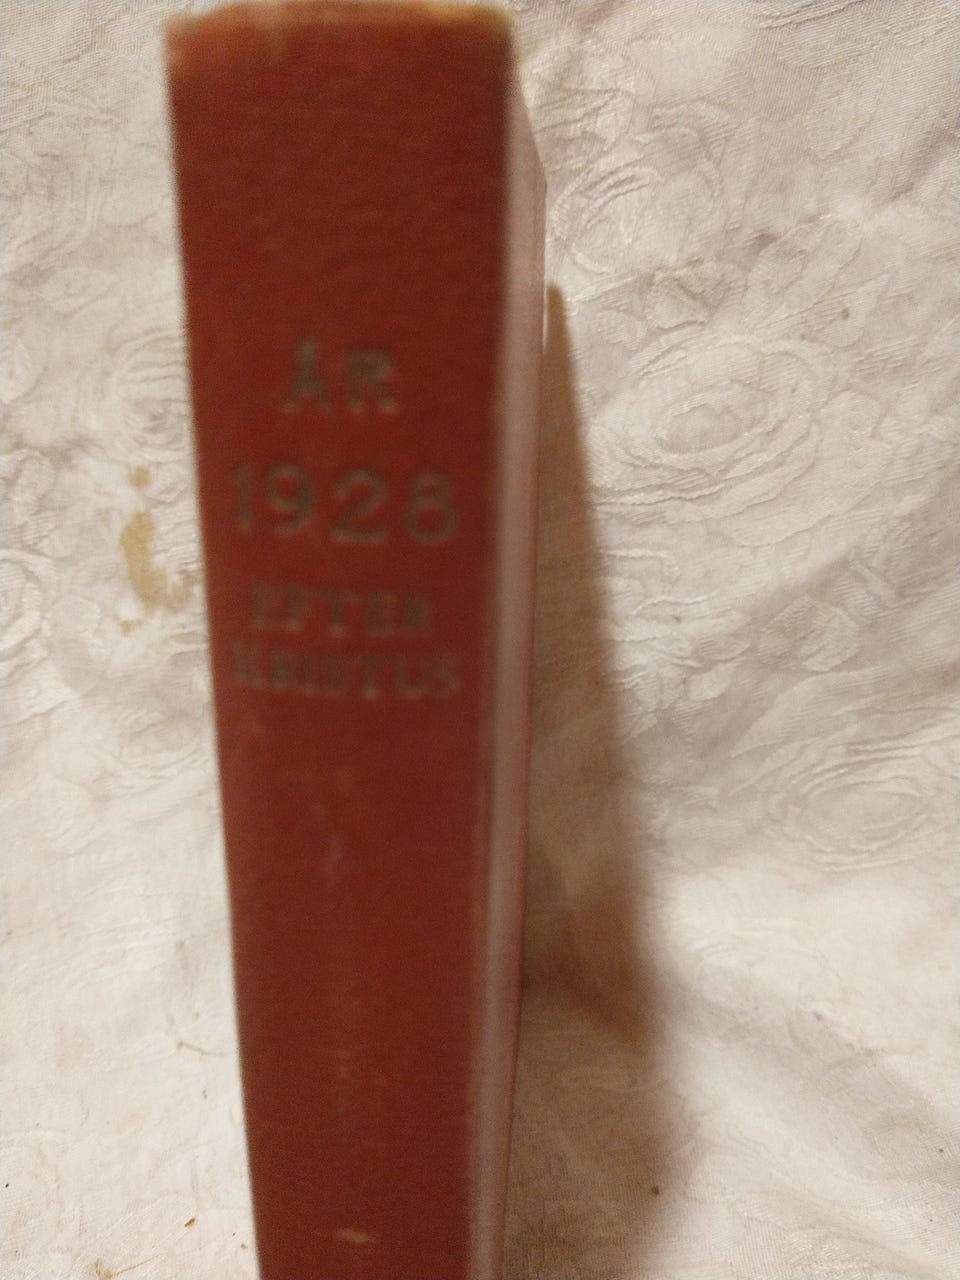 ÅR
1928
EFTER
KRISTUS